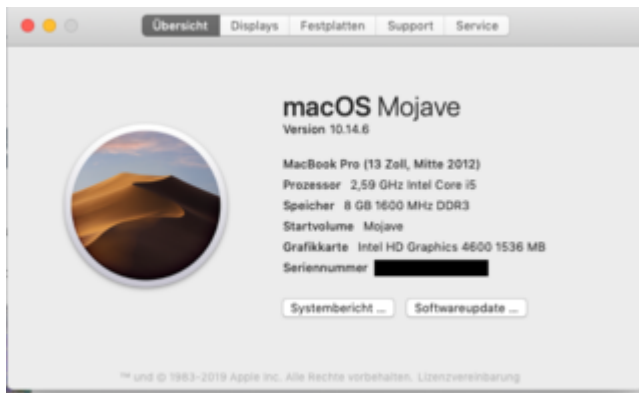 Übersicht Displays Festplatten Support Service
macOS Mojave
Version 10.14.6
MacBook Pro (13 Zoll, Mitte 2012)
Prozessor 2,59 GHz Intel Core i5
Speicher 8 GB 1600 MHz DDR3
Startvolume Mojave
Grafikkarte Intel HD Graphics 4600 1536 MB
Seriennummer
Systembericht ... Softwareupdate ...
™ und © 1983-2019 Apple Inc. Alle Rechte vorbehalten. Lizenzvereinbarung